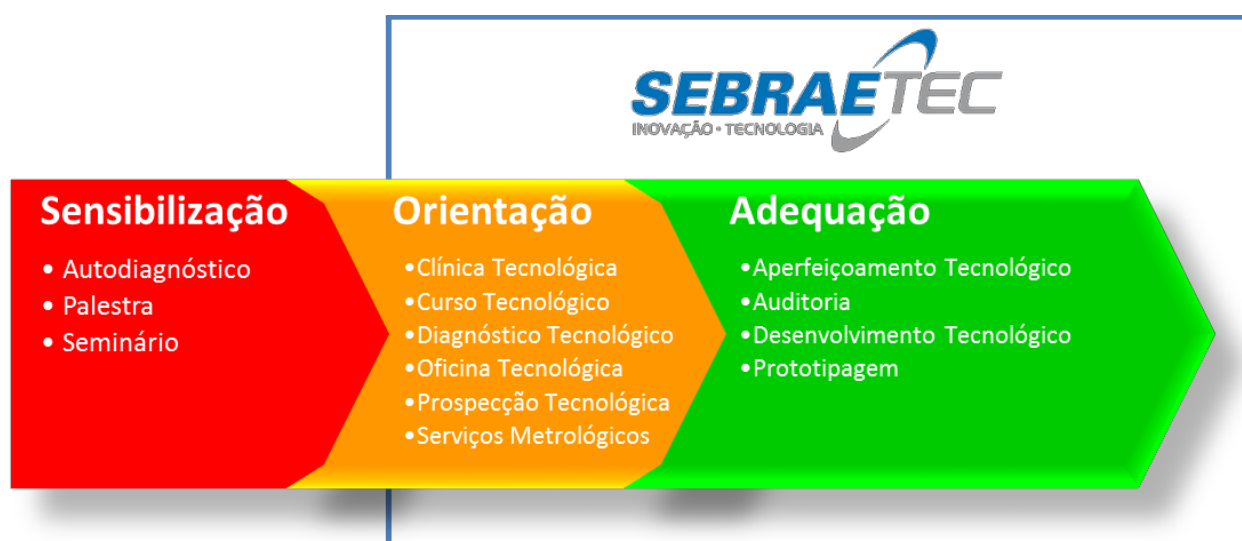 SEBRAETEC
INOVAÇÃO • TECNOLOGIA
Sensibilização
• Autodiagnóstico
• Palestra
• Seminário
Orientação
•Clínica Tecnológica
•Curso Tecnológico
•Diagnóstico Tecnológico
•Oficina Tecnológica
•Prospecção Tecnológica
•Serviços Metrológicos
Adequação
•Aperfeiçoamento Tecnológico
•Auditoria
•Desenvolvimento Tecnológico
•Prototipagem